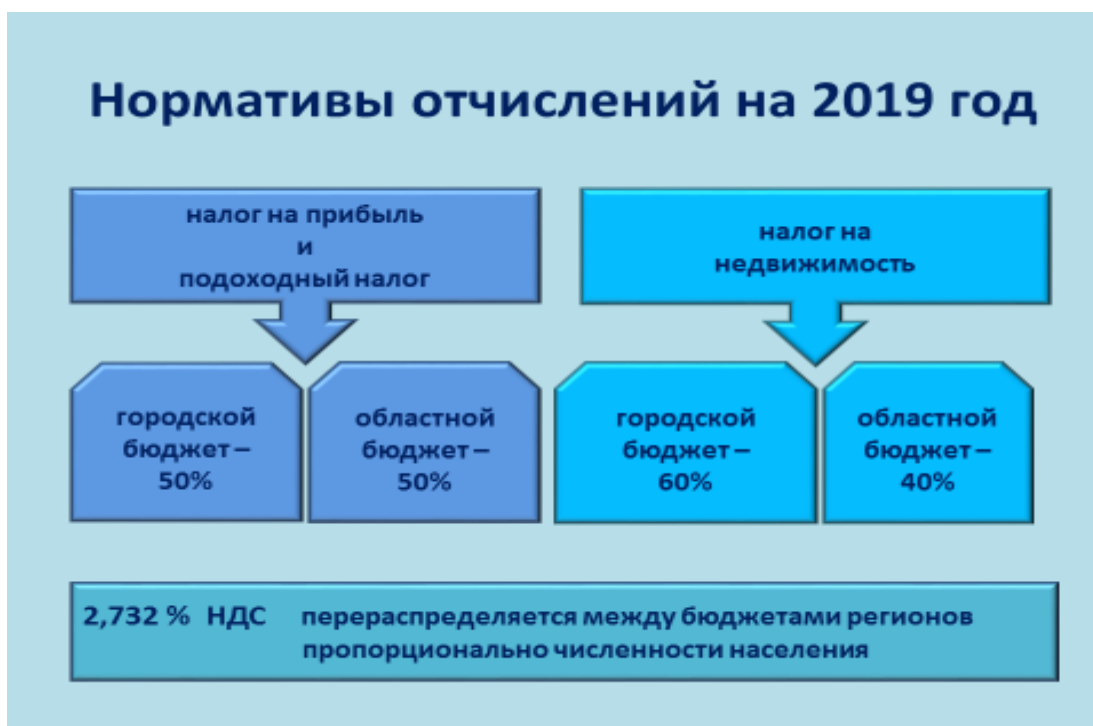 Нормативы отчислений на 2019 год
налог на прибыль
и
подоходный налог
налог на
недвижимость
городской
бюджет –
50%
областной
бюджет –
50%
городской
бюджет –
60%
областной
бюджет –
40%
2,732 % НДС перераспределяется между бюджетами регионов
пропорционально численности населения